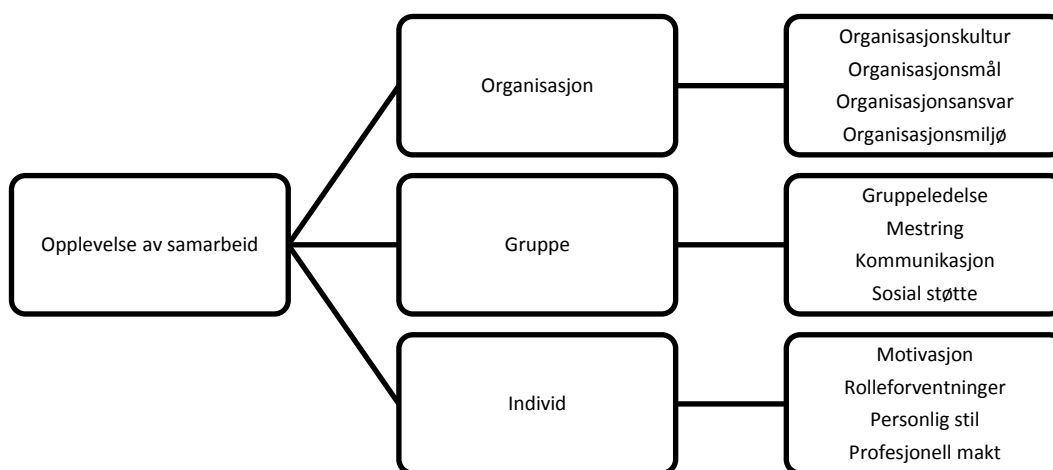 Opplevelse av samarbeid
Organisasjon
Organisasjonskultur
Organisasjonsmål
Organisasjonsansvar
Organisasjonsmiljø
Gruppe
Gruppeledelse
Mestring
Kommunikasjon
Sosial støtte
Individ
Motivasjon
Rolleforventninger
Personlig stil
Profesjonell makt